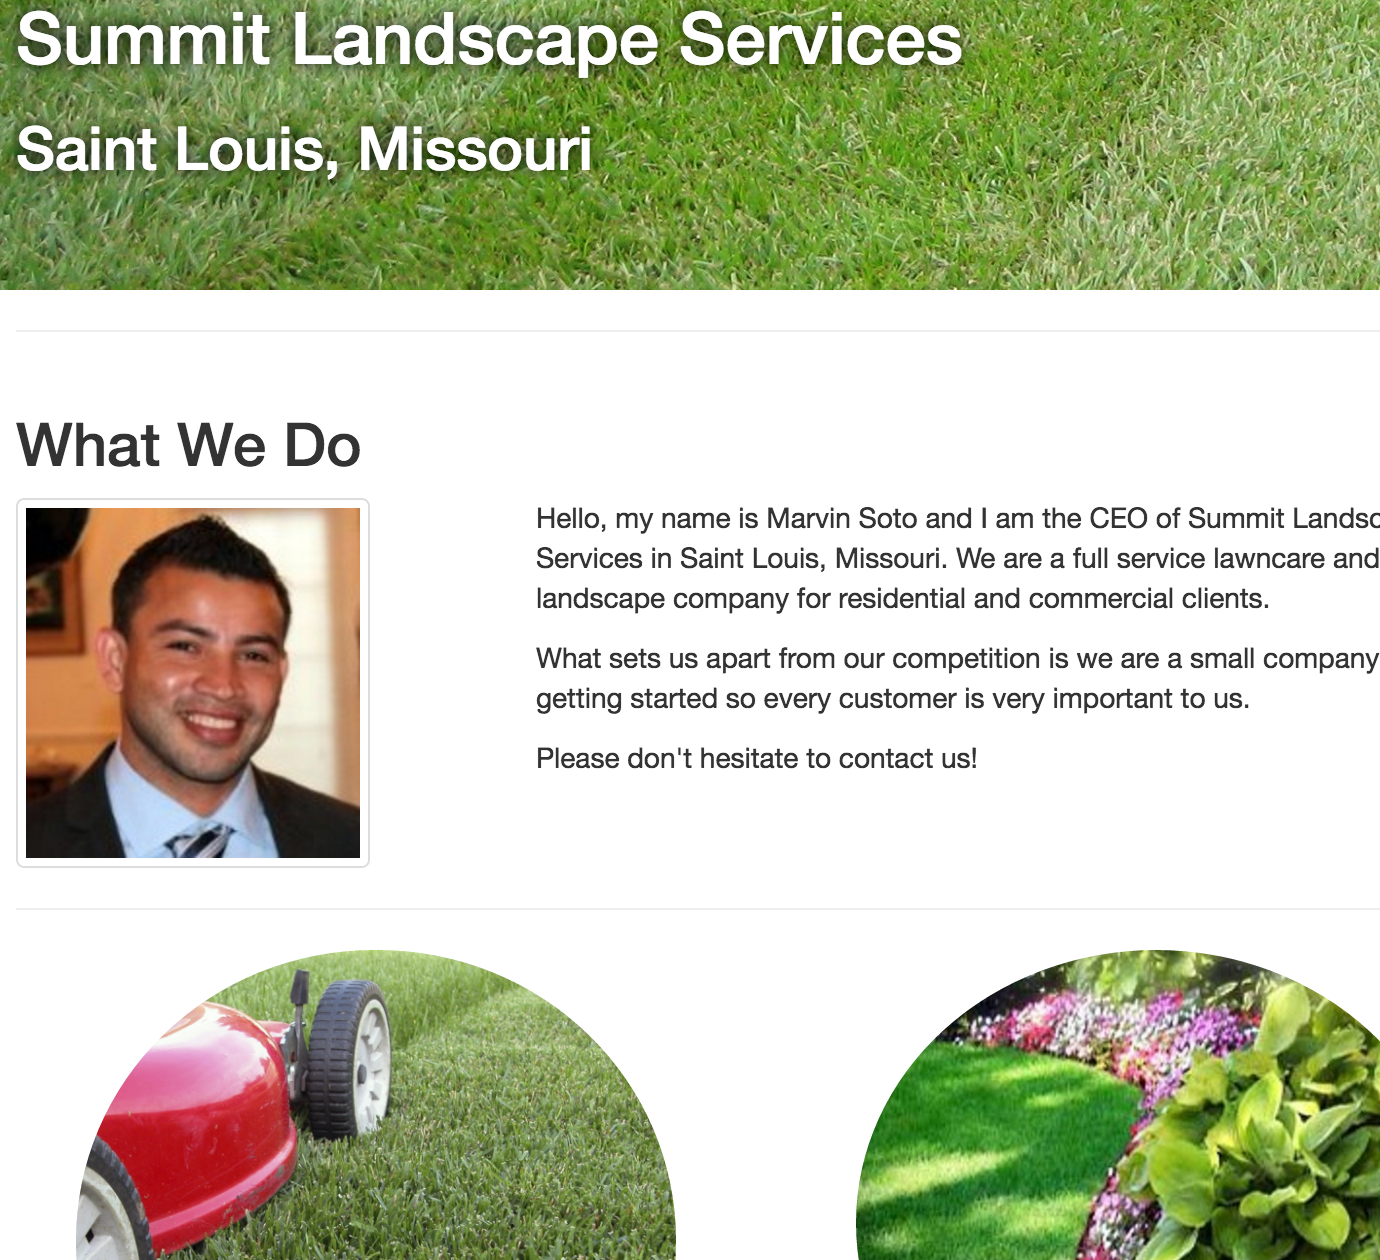 Summit Landscape Services
Saint Louis, Missouri
What We Do
Hello, my name is Marvin Soto and I am the CEO of Summit
Services in Saint Louis, Missouri. We are a full service lawncare and
landscape company for residential and commercial clients.
What sets us apart from our competition is we are a small company
getting started so every customer is very important to us.
Please don't hesitate to contact us!